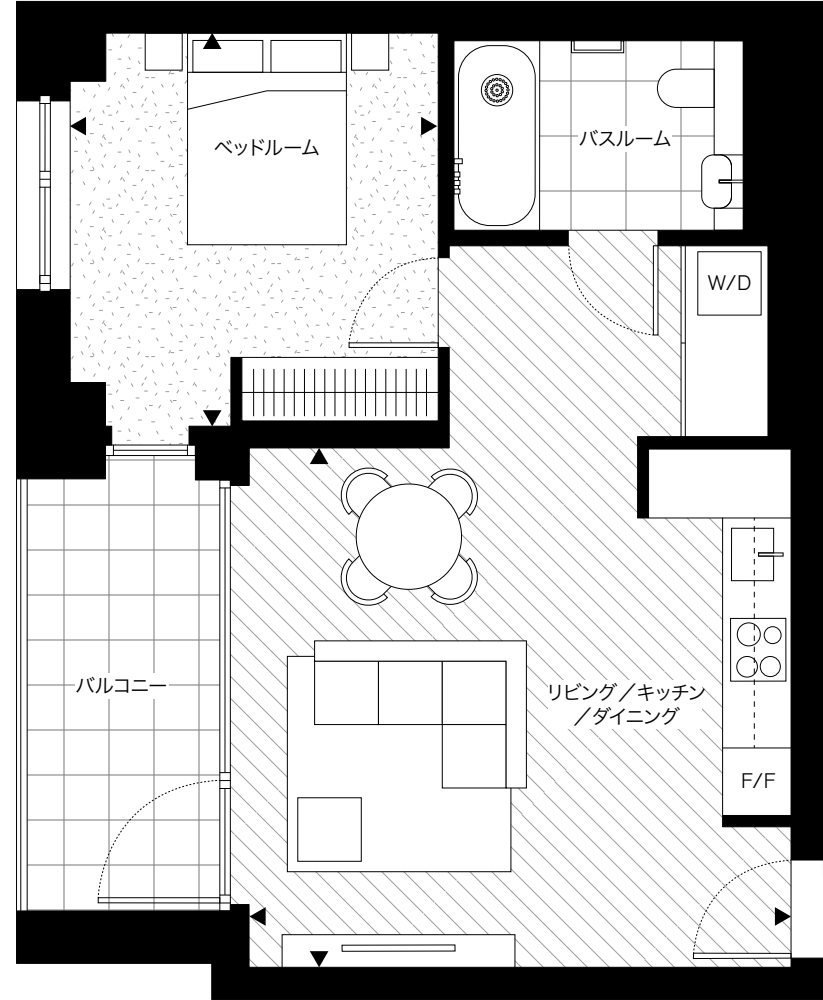 ベッドルーム
バスルーム
W/D
バルコニー
リビング／キッチン
／ダイニング
F/F